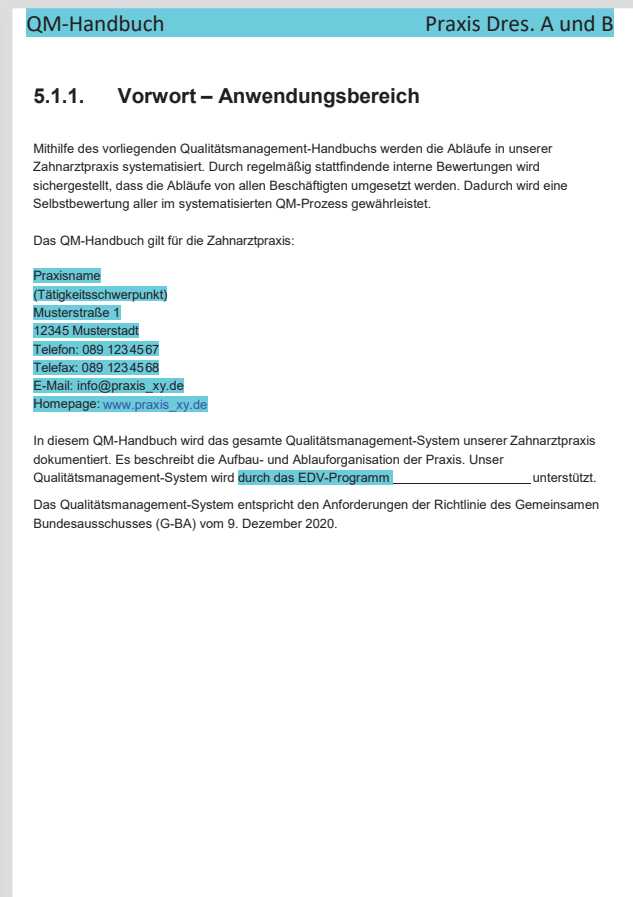 QM-Handbuch Praxis Dres. A und B
5.1.1. Vorwort – Anwendungsbereich
Mithilfe des vorliegenden Qualitätsmanagement-Handbuchs werden die Abläufe in unserer
Zahnarztpraxis systematisiert. Durch regelmäßig stattfindende interne Bewertungen wird
sichergestellt, dass die Abläufe von allen Beschäftigten umgesetzt werden. Dadurch wird eine
Selbstbewertung aller im systematisierten QM-Prozess gewährleistet.
Das QM-Handbuch gilt für die Zahnarztpraxis:
Praxisname
(Tätigkeitsschwerpunkt)
Musterstraße 1
12345 Musterstadt
Telefon: 089 1234567
Telefax: 089 1234568
E-Mail: info@praxis_xy.de
Homepage: www.praxis_xy.de
In diesem QM-Handbuch wird das gesamte Qualitätsmanagement-System unserer Zahnarztpraxis
dokumentiert. Es beschreibt die Aufbau- und Ablauforganisation der Praxis. Unser
Qualitätsmanagement-System wird durch das EDV-Programm ____________________ unterstützt.
Das Qualitätsmanagement-System entspricht den Anforderungen der Richtlinie des Gemeinsamen
Bundesausschusses (G-BA) vom 9. Dezember 2020.